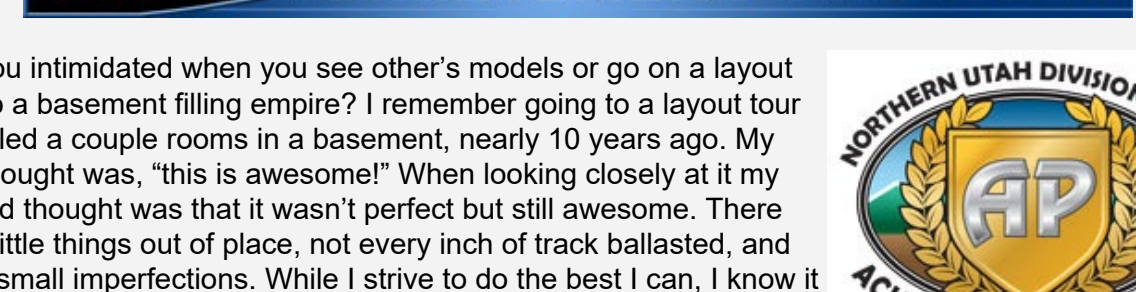 ou intimidated when you see other's models or go on a layout
o a basement filling empire? I remember going to a layout tour
led a couple rooms in a basement, nearly 10 years ago. My
ought was, “this is awesome!” When looking closely at it my
d thought was that it wasn’t perfect but still awesome. There
ittle things out of place, not every inch of track ballasted, and
small imperfections. While I strive to do the best I can, I know it
NORTHERN UTAH DIVISIO
AP